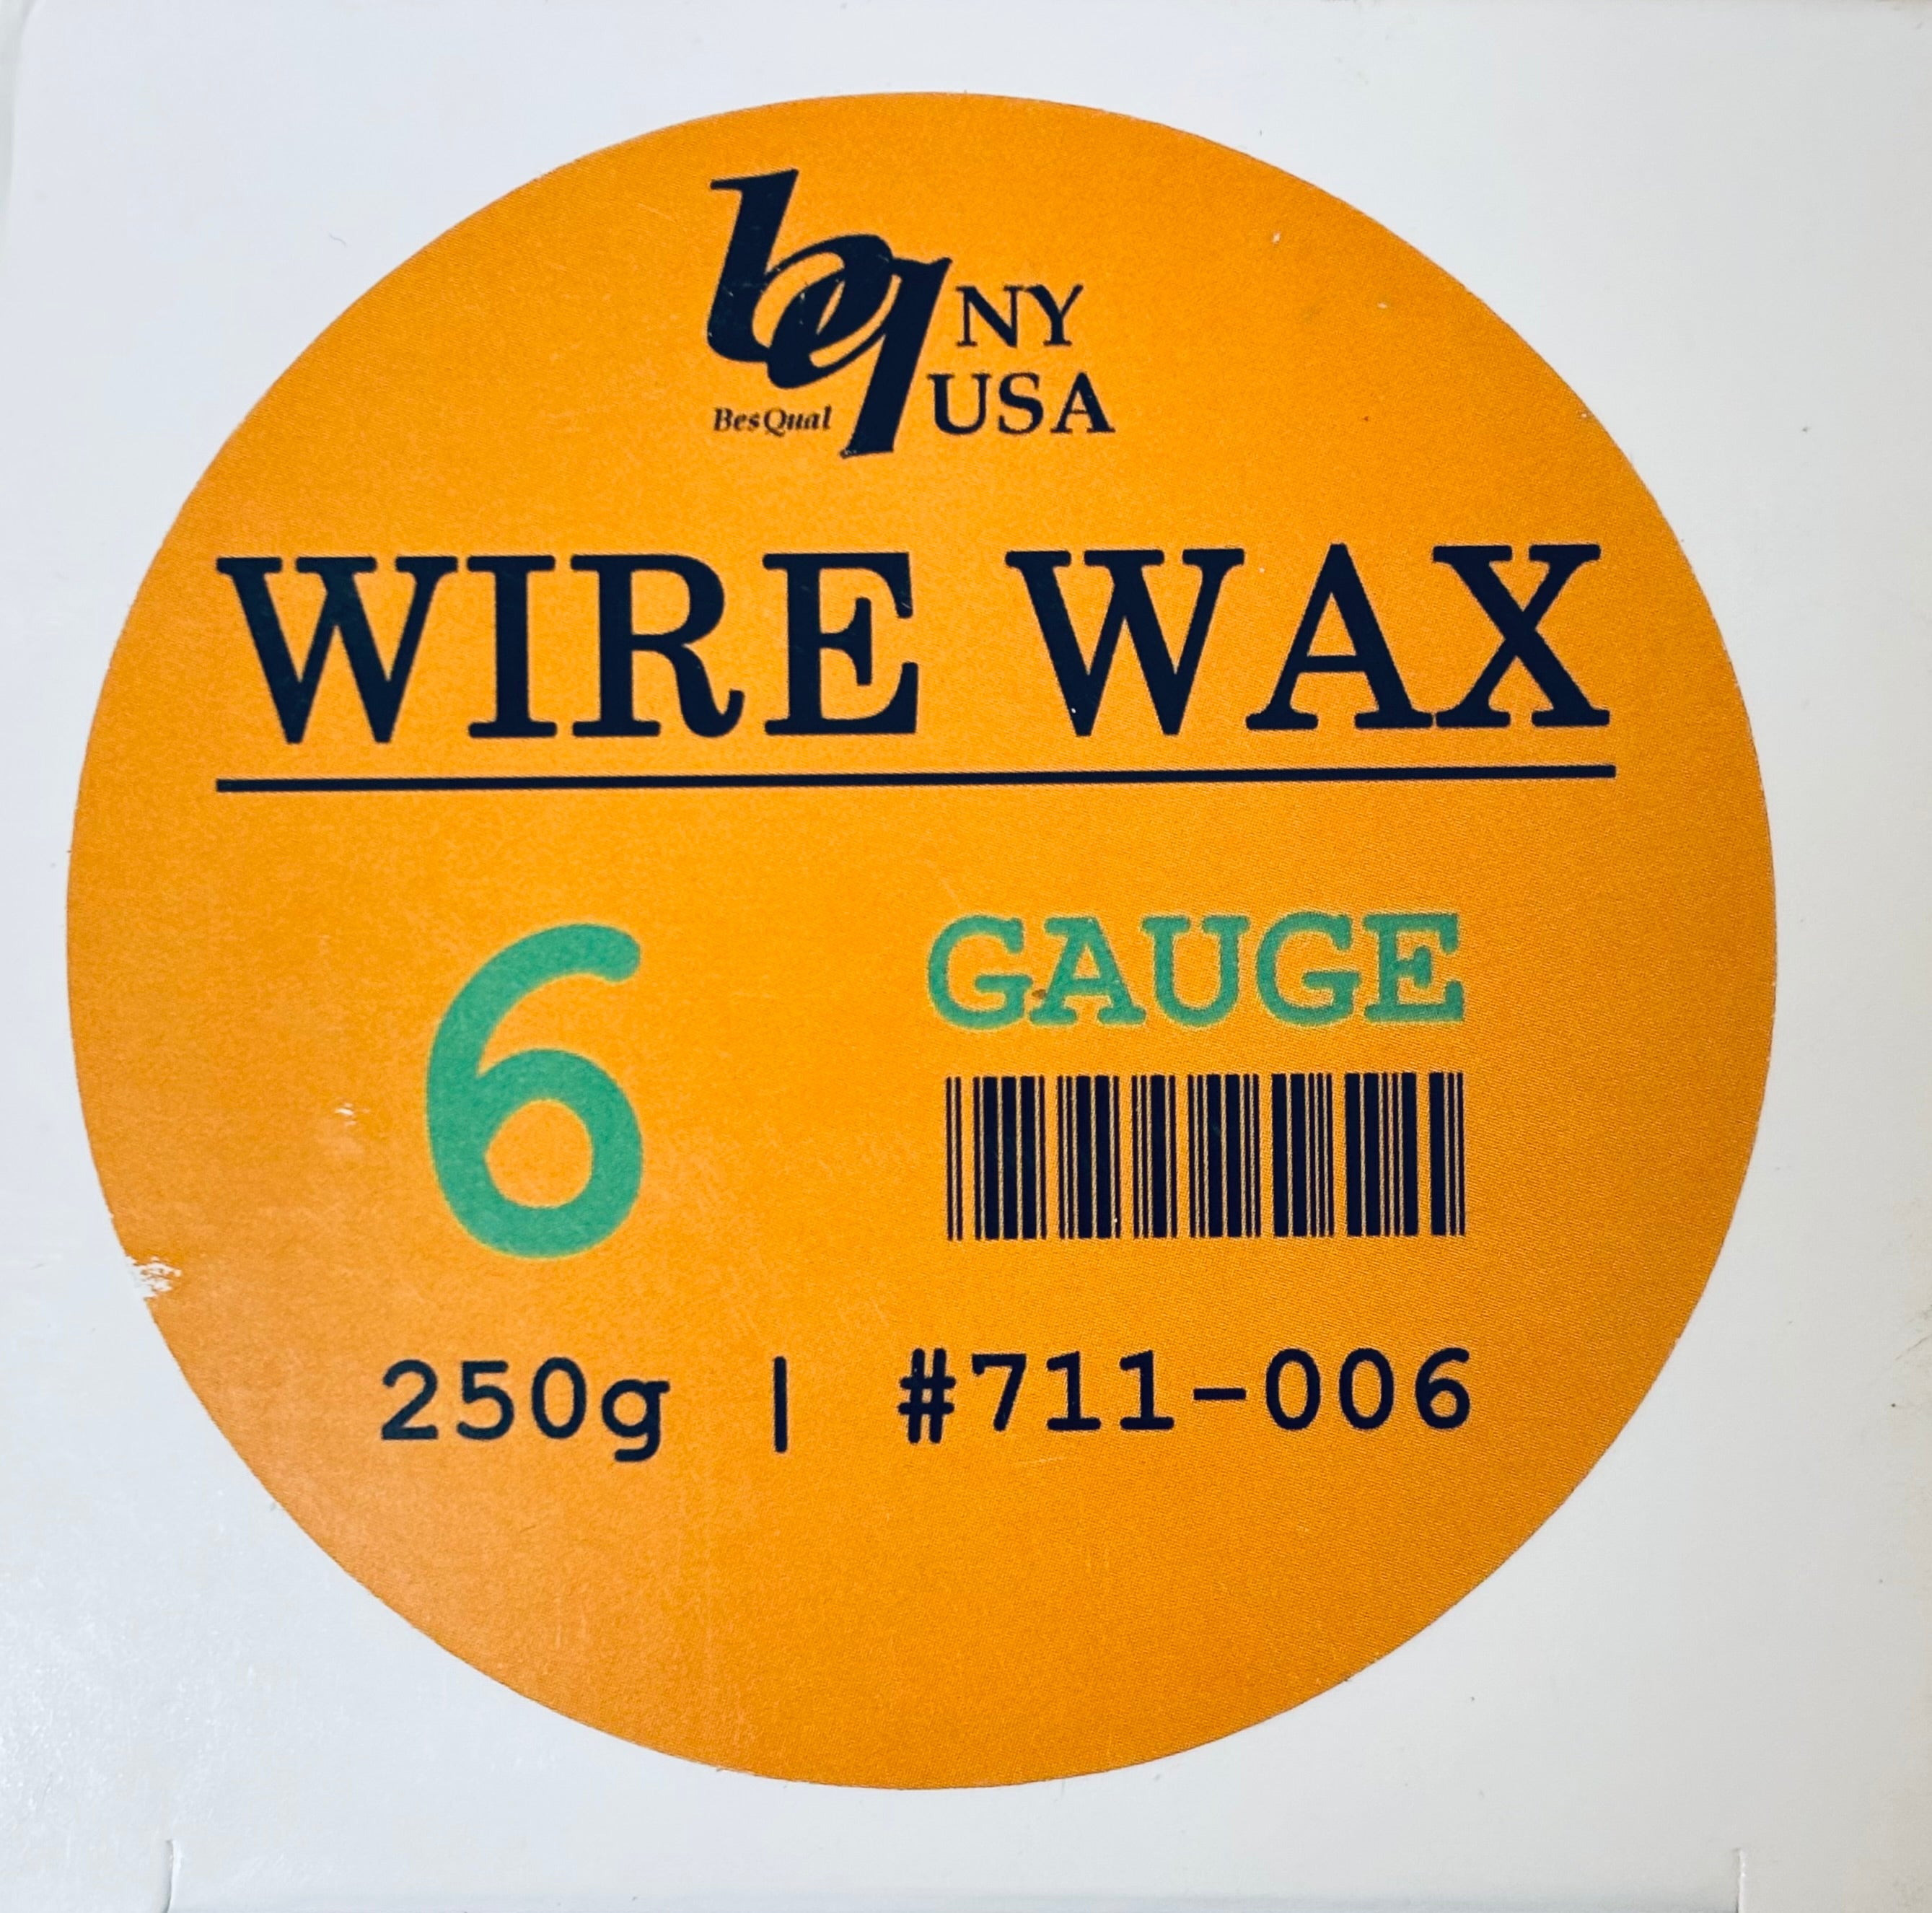 bq NY
BesQual USA
WIRE WAX
6 GAUGE
250g | #711-006